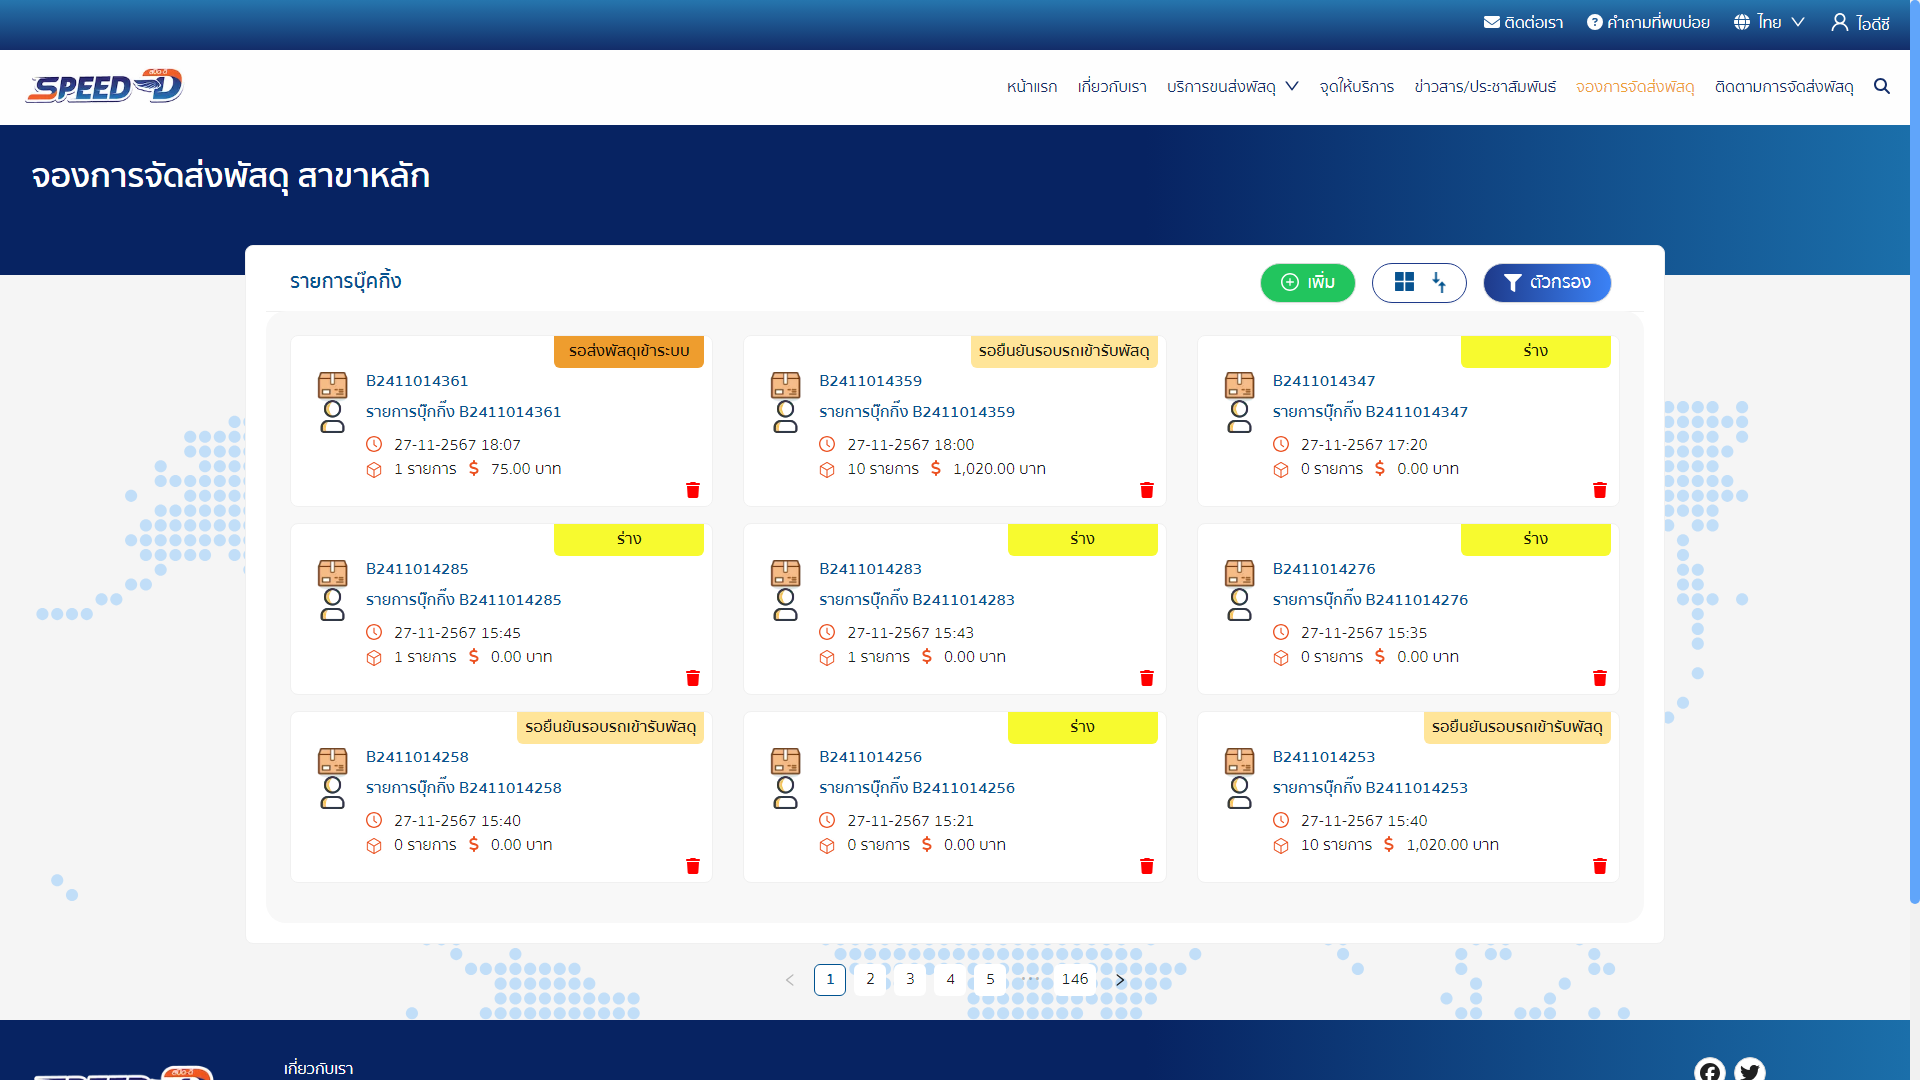 ติดต่อเรา คำถามที่พบบ่อย ไทย ไอดีซี
สปีด-ดี
SPEED-D
หน้าแรก เกี่ยวกับเรา บริการขนส่งพัสดุ จุดให้บริการ ข่าวสาร/ประชาสัมพันธ์ จองการจัดส่งพัสดุ ติดตามการจัดส่งพัสดุ
จองการจัดส่งพัสดุ สาขาหลัก
รายการบุ๊คกิ้ง
เพิ่ม
ตัวกรอง
รอส่งพัสดุเข้าระบบ
B2411014361
รายการบุ๊กกิ๊ง B2411014361
27-11-2567 18:07
1 รายการ $ 75.00 บาท
รอยืนยันรอบรถเข้ารับพัสดุ
B2411014359
รายการบุ๊กกิ๊ง B2411014359
27-11-2567 18:00
10 รายการ $ 1,020.00 บาท
ร่าง
B2411014347
รายการบุ๊กกิ๊ง B2411014347
27-11-2567 17:20
0 รายการ $ 0.00 บาท
ร่าง
B2411014285
รายการบุ๊กกิ๊ง B2411014285
27-11-2567 15:45
1 รายการ $ 0.00 บาท
ร่าง
B2411014283
รายการบุ๊กกิ๊ง B2411014283
27-11-2567 15:43
1 รายการ $ 0.00 บาท
ร่าง
B2411014276
รายการบุ๊กกิ๊ง B2411014276
27-11-2567 15:35
0 รายการ $ 0.00 บาท
รอยืนยันรอบรถเข้ารับพัสดุ
B2411014258
รายการบุ๊กกิ๊ง B2411014258
27-11-2567 15:40
0 รายการ $ 0.00 บาท
ร่าง
B2411014256
รายการบุ๊กกิ๊ง B2411014256
27-11-2567 15:21
0 รายการ $ 0.00 บาท
รอยืนยันรอบรถเข้ารับพัสดุ
B2411014253
รายการบุ๊กกิ๊ง B2411014253
27-11-2567 15:40
10 รายการ $ 1,020.00 บาท
< 1 2 3 4 5 ••• 146 >
เกี่ยวกับเรา
สปีด-ดี